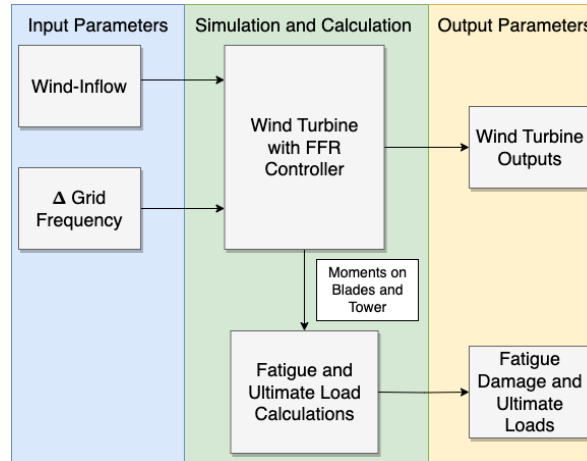 Input Parameters
Simulation and Calculation
Output Parameters
Wind-Inflow
Wind Turbine
with FFR
Controller
Wind Turbine
Outputs
Δ Grid
Frequency
Moments on
Blades and
Tower
Fatigue and
Ultimate Load
Calculations
Fatigue
Damage and
Ultimate
Loads